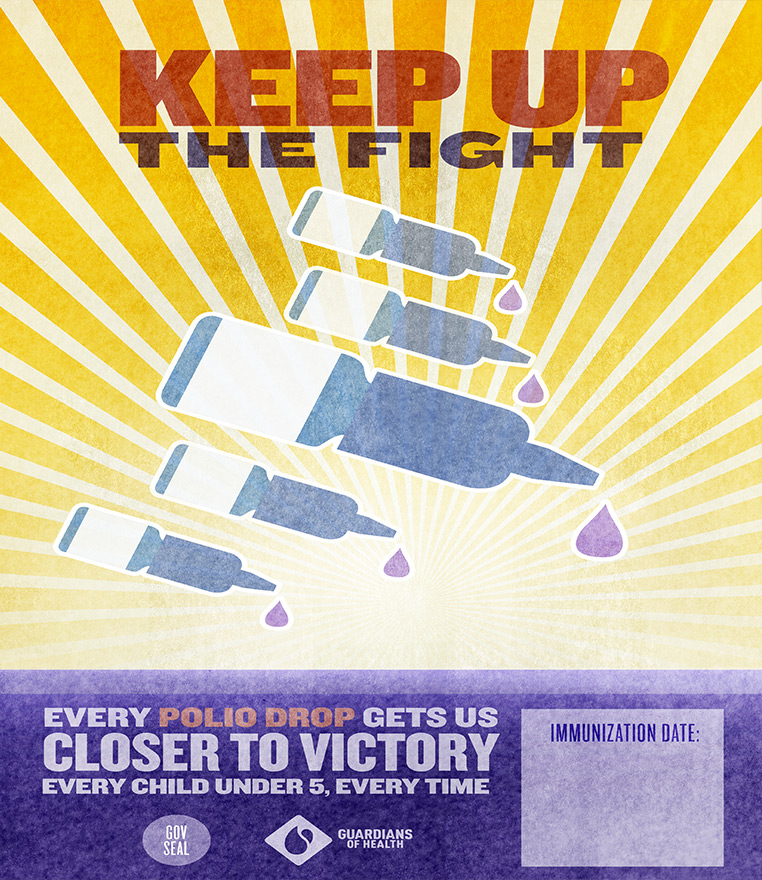 KEEP UP
THE FIGHT
EVERY POLIO DROP GETS US
CLOSER TO VICTORY
EVERY CHILD UNDER 5, EVERY TIME
IMMUNIZATION DATE:
GOV
SEAL
GUARDIANS
OF HEALTH